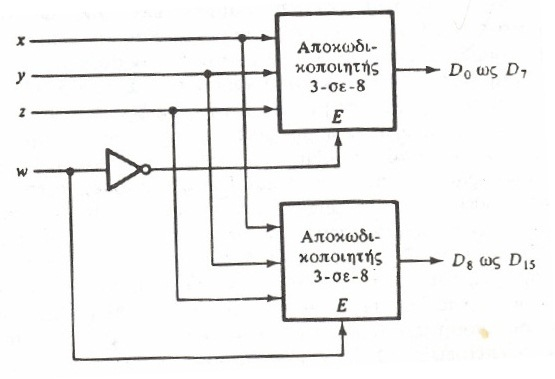 x
y
z
w
Αποκωδι-
κοποιητής
3-σε-8
E
D0 ως D7
Αποκωδι-
κοποιητής
3-σε-8
E
D8 ως D15